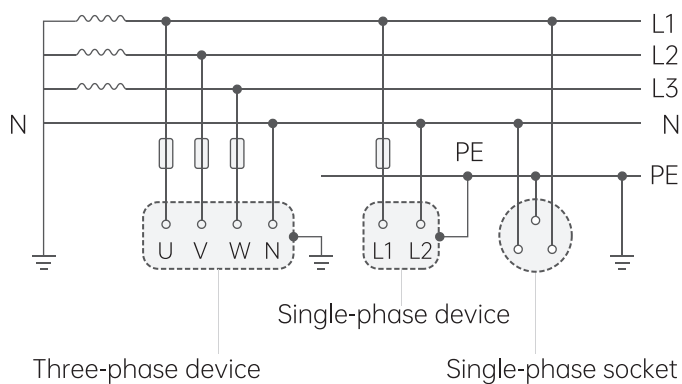 L1
L2
L3
N N
PE
PE
U V W N L1 L2
Single-phase device
Three-phase device Single-phase socket